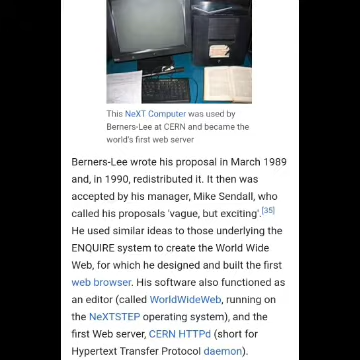 This NeXT Computer was used by
Berners-Lee at CERN and became the
world's first web server
Berners-Lee wrote his proposal in March 1989
and, in 1990, redistributed it. It then was
accepted by his manager, Mike Sendall, who
called his proposals 'vague, but exciting'.[35]
He used similar ideas to those underlying the
ENQUIRE system to create the World Wide
Web, for which he designed and built the first
web browser. His software also functioned as
an editor (called WorldWideWeb, running on
the NeXTSTEP operating system), and the
first Web server, CERN HTTPd (short for
Hypertext Transfer Protocol daemon).